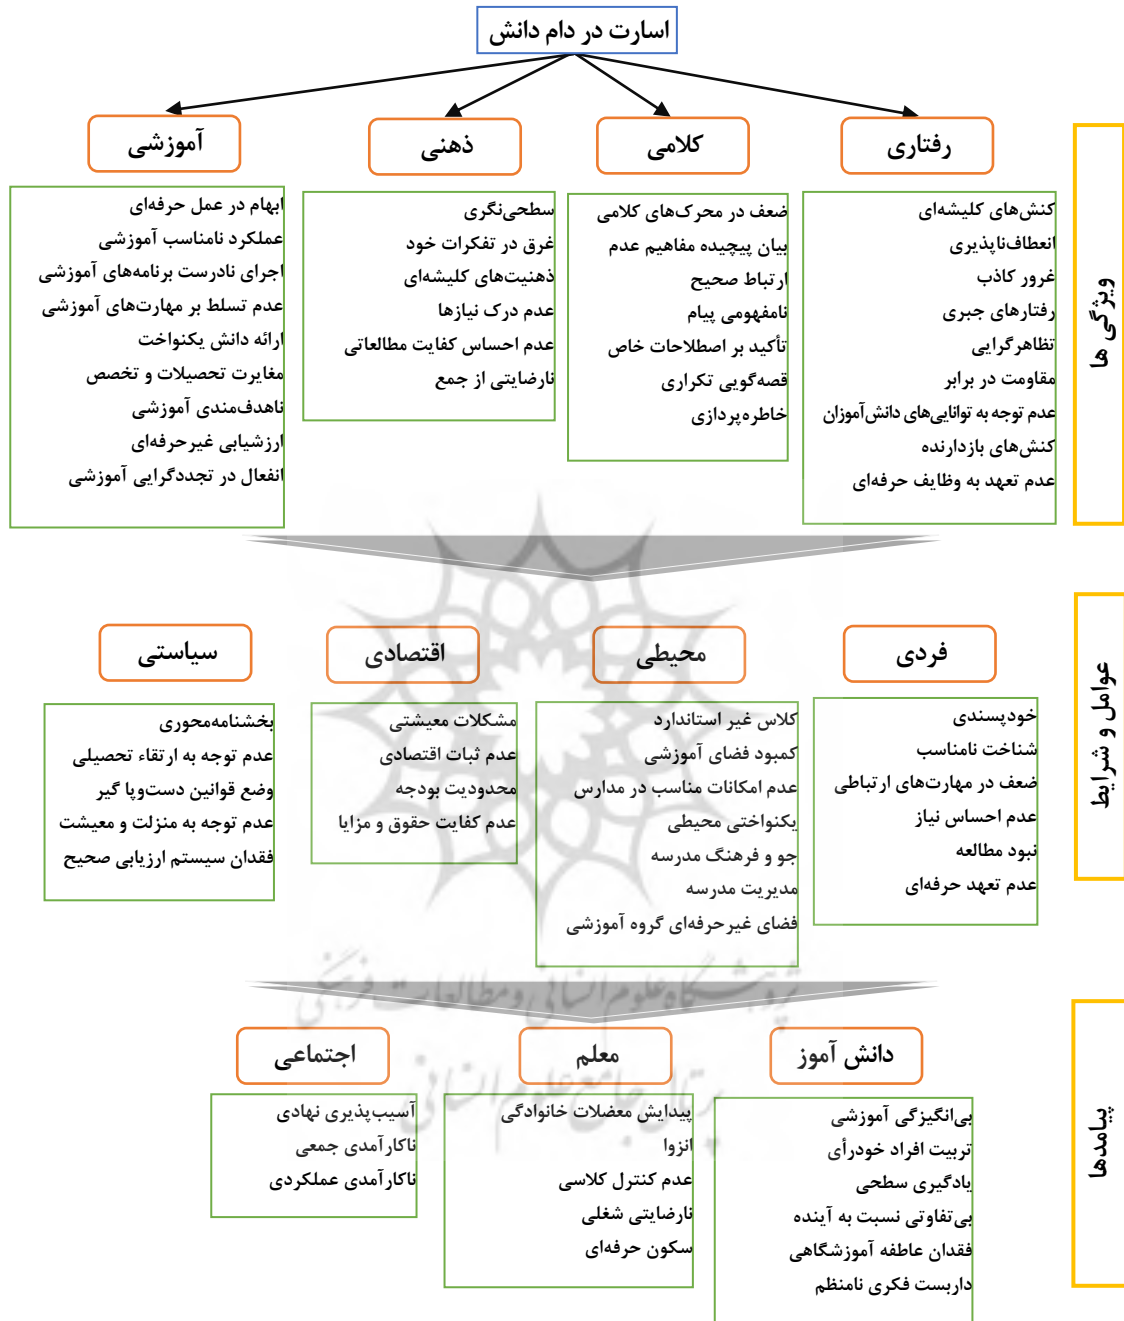 اسارت در دام دانش
ویژگی ها
رفتاری
کنش‌های کلیشه‌ای
انعطاف‌ناپذیری
غرور کاذب
رفتارهای جبری
تظاهرگرایی
مقاومت در برابر
عدم توجه به توانایی‌های دانش‌آموزان
کنش‌های بازدارنده
عدم تعهد به وظایف حرفه‌ای
کلامی
ضعف در محرک‌های کلامی
بیان پیچیده مفاهیم عدم
ارتباط صحیح
نامفهومی پیام
تأکید بر اصطلاحات خاص
قصه‌گویی تکراری
خاطره‌پردازی
ذهنی
سطحی‌نگری
غرق در تفکرات خود
ذهنیت‌های کلیشه‌ای
عدم درک نیازها
عدم احساس کفایت مطالعاتی
نارضایتی از جمع
آموزشی
ابهام در عمل حرفه‌ای
عملکرد نامناسب آموزشی
اجرای نادرست برنامه‌های آموزشی
عدم تسلط بر مهارت‌های آموزشی
ارائه دانش یکنواخت
مغایرت تحصیلات و تخصص
ناهدف‌مندی آموزشی
ارزشیابی غیرحرفه‌ای
انفعال در تجددگرایی آموزشی
عوامل و شرایط
فردی
خودپسندی
شناخت نامناسب
ضعف در مهارت‌های ارتباطی
عدم احساس نیاز
نبود مطالعه
عدم تعهد حرفه‌ای
محیطی
کلاس غیر استاندارد
کمبود فضای آموزشی
عدم امکانات مناسب در مدارس
یکنواختی محیطی
جو و فرهنگ مدرسه
مدیریت مدرسه
فضای غیرحرفه‌ای گروه آموزشی
اقتصادی
مشکلات معیشتی
عدم ثبات اقتصادی
محدودیت بودجه
عدم کفایت حقوق و مزایا
سیاستی
بخشنامه‌محوری
عدم توجه به ارتقاء تحصیلی
وضع قوانین دست‌وپا گیر
عدم توجه به منزلت و معیشت
فقدان سیستم ارزیابی صحیح
پژوهشگاه علوم انسانی و مطالعات فرهنگی
پرتال جامع علوم انسانی
پیامدها
دانش آموز
بی‌انگیزگی آموزشی
تربیت افراد خودرأی
یادگیری سطحی
بی‌تفاوتی نسبت به آینده
فقدان عاطفه آموزشگاهی
داربست فکری نامنظم
معلم
پیدایش معضلات خانوادگی
انزوا
عدم کنترل کلاسی
نارضایتی شغلی
سکون حرفه‌ای
اجتماعی
آسیب‌پذیری نهادی
ناکارآمدی جمعی
ناکارآمدی عملکردی